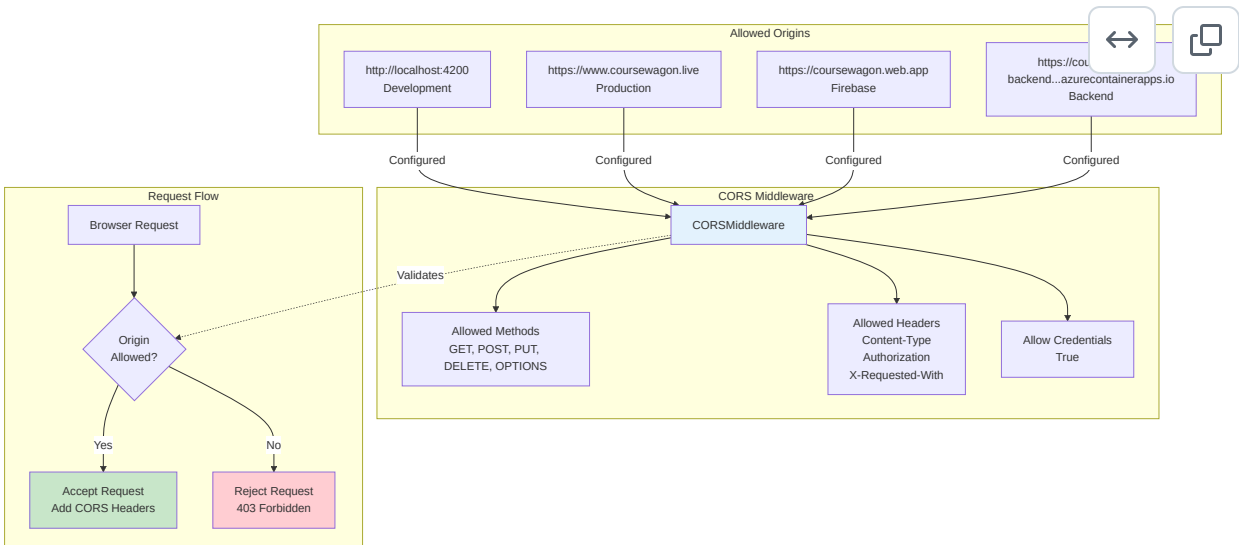 Allowed Origins
http://localhost:4200
Development
https://www.coursewagon.live
Production
https://coursewagon.web.app
Firebase
backend...azurecontainerapps.io
Backend
Configured
Configured
Configured
Configured
Request Flow
Browser Request
Origin
Allowed?
Yes
No
Accept Request
Add CORS Headers
Reject Request
403 Forbidden
CORS Middleware
CORSMiddleware
Validates
Allowed Methods
GET, POST, PUT,
DELETE, OPTIONS
Allowed Headers
Content-Type
Authorization
X-Requested-With
Allow Credentials
True